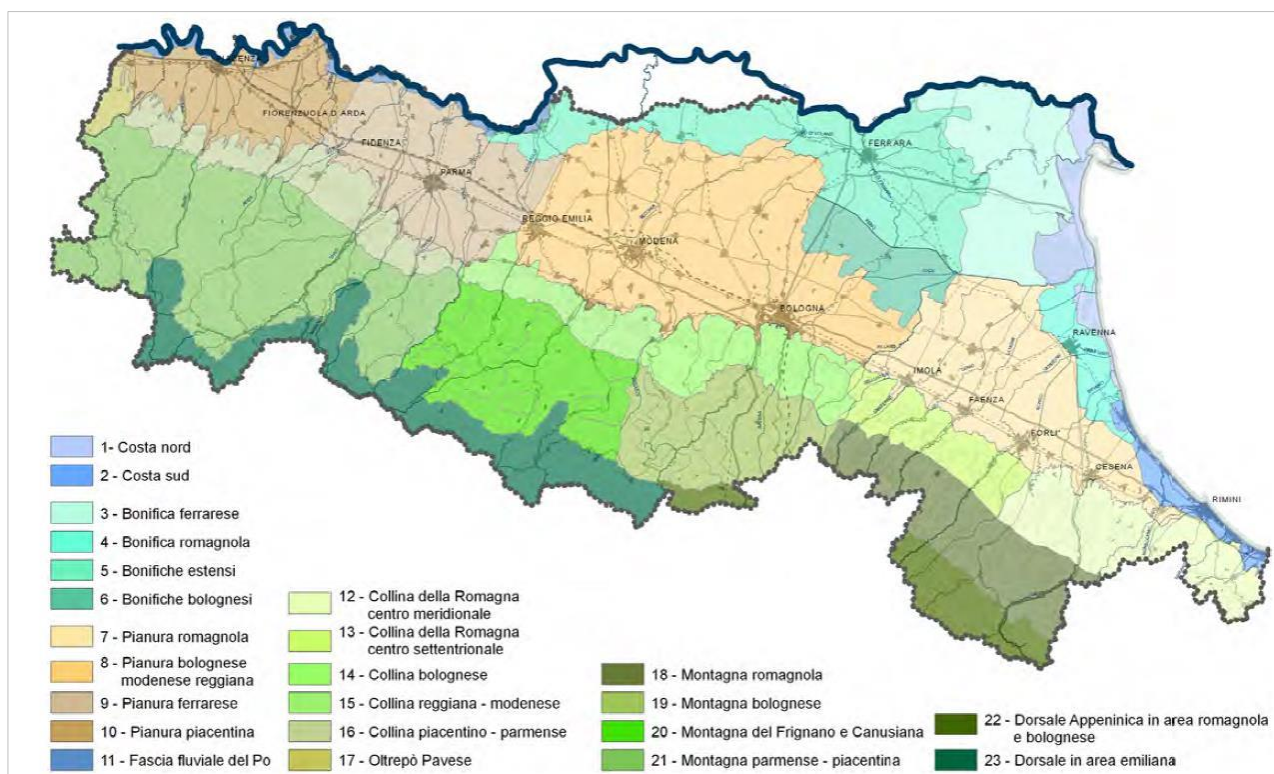 FIORENZUOLA D'ARDA
FIDENZA
PARMA
REGGIO EMILIA
MODENA
BOLOGNA
FERRARA
RAVENNA
IMOLA
FAENZA
FORLI'
CESENA
RIMINI
1- Costa nord
2 - Costa sud
3 - Bonifica ferrarese
4 - Bonifica romagnola
5 - Bonifiche estensi
6 - Bonifiche bolognesi
7 - Pianura romagnola
8 - Pianura bolognese
modenese reggiana
9 - Pianura ferrarese
10 - Pianura piacentina
11 - Fascia fluviale del Po
12 - Collina della Romagna
centro meridionale
13 - Collina della Romagna
centro settentrionale
14 - Collina bolognese
15 - Collina reggiana - modenese
16 - Collina piacentino - parmense
17 - Oltrepò Pavese
18 - Montagna romagnola
19 - Montagna bolognese
20 - Montagna del Frignano e Canusiana
21 - Montagna parmense - piacentina
22 - Dorsale Appeninica in area romagnola
e bolognese
23 - Dorsale in area emiliana